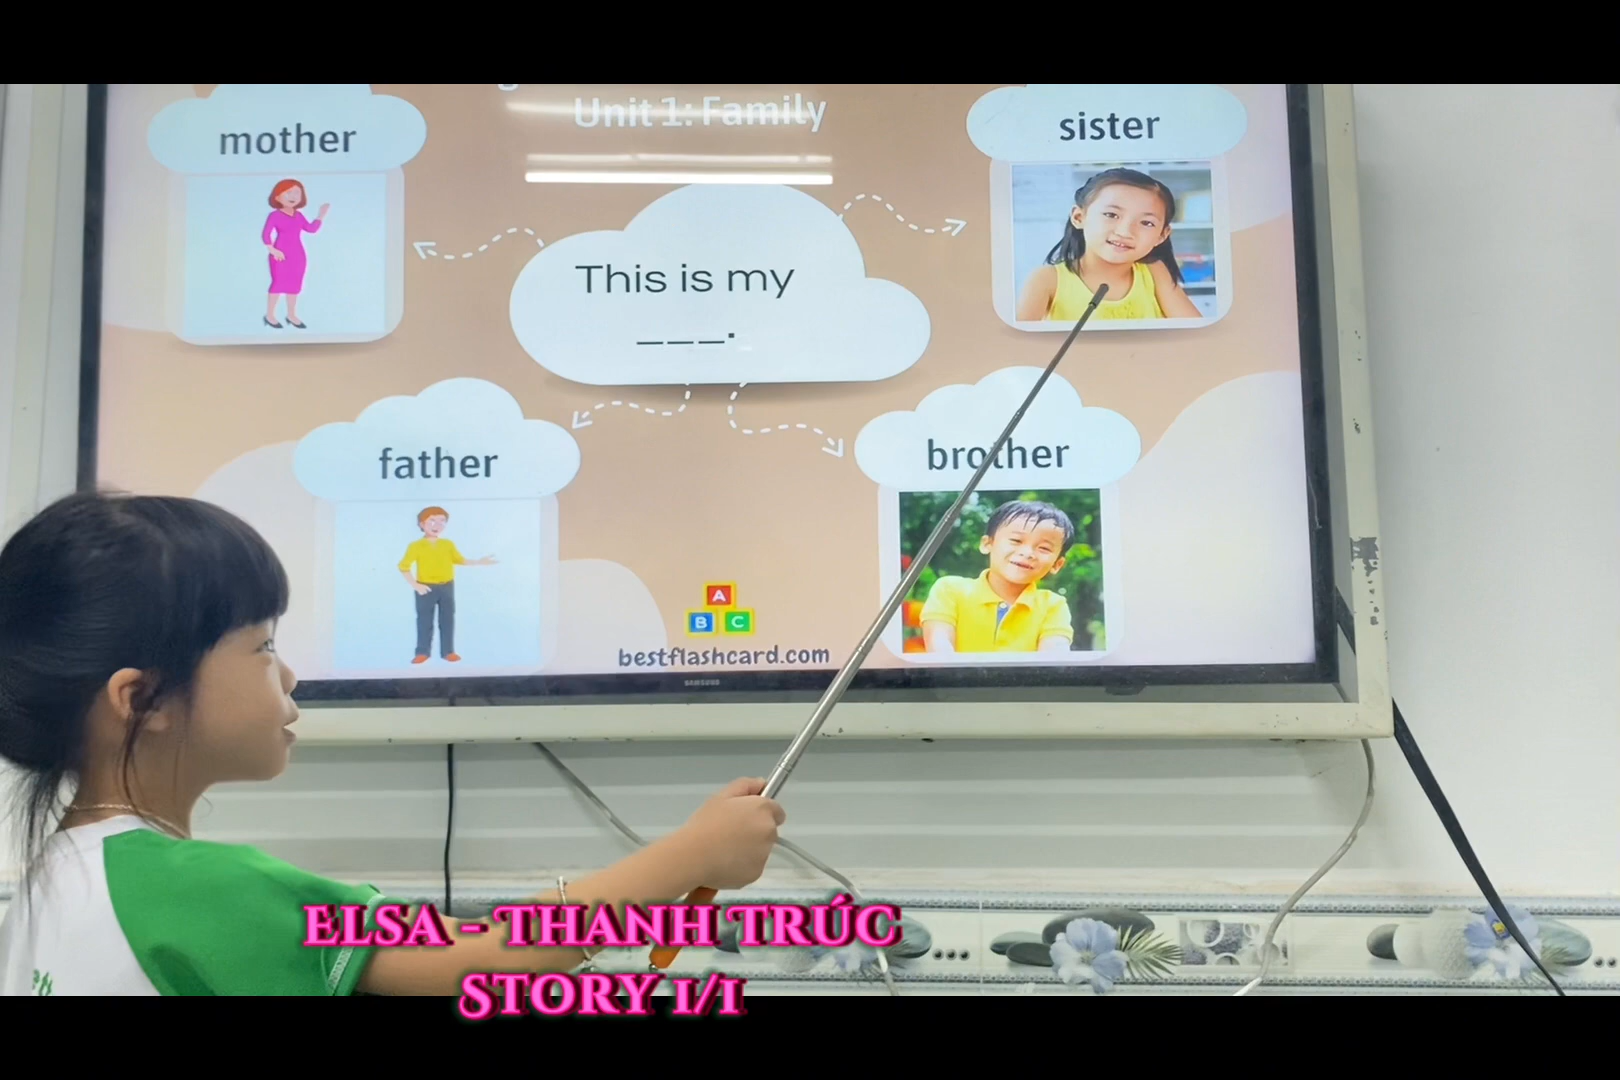 Unit 1: Family
mother
sister
This is my
___.
father
brother
A
B C
bestflashcard.com
SAMSUNG
ELSA - THANH TRÚC
STORY 1/1